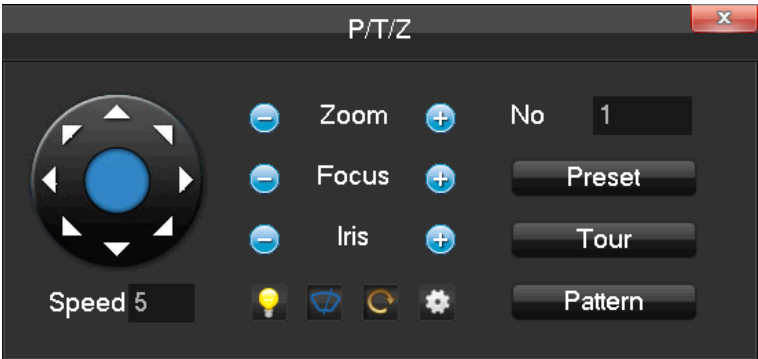 P/T/Z
x
Zoom
No 1
Focus
Preset
Iris
Tour
Speed 5
Pattern